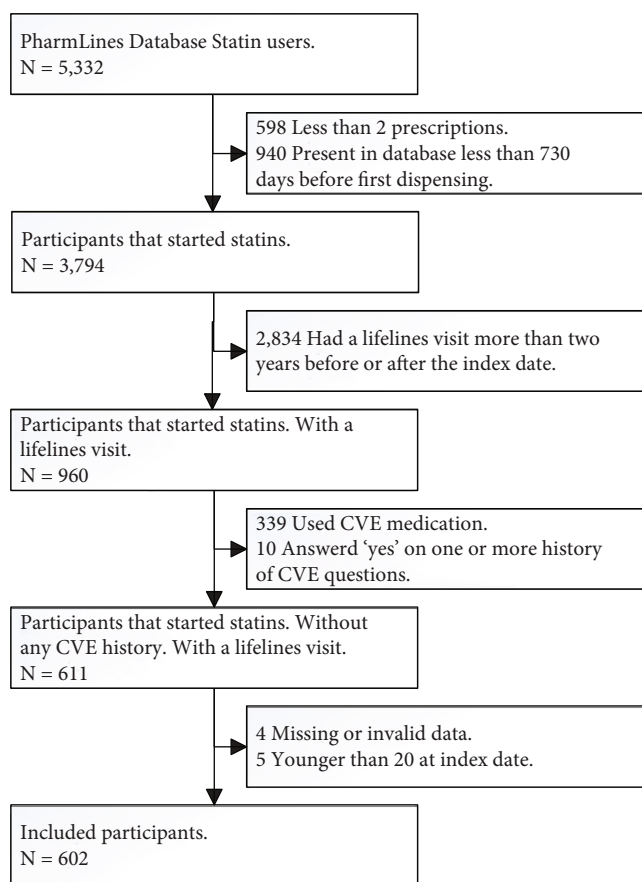 PharmLines Database Statin users.
N = 5,332
598 Less than 2 prescriptions.
940 Present in database less than 730
days before first dispensing.
Participants that started statins.
N = 3,794
2,834 Had a lifelines visit more than two
years before or after the index date.
Participants that started statins. With a
lifelines visit.
N = 960
339 Used CVE medication.
10 Answerd ‘yes’ on one or more history
of CVE questions.
Participants that started statins. Without
any CVE history. With a lifelines visit.
N = 611
4 Missing or invalid data.
5 Younger than 20 at index date.
Included participants.
N = 602